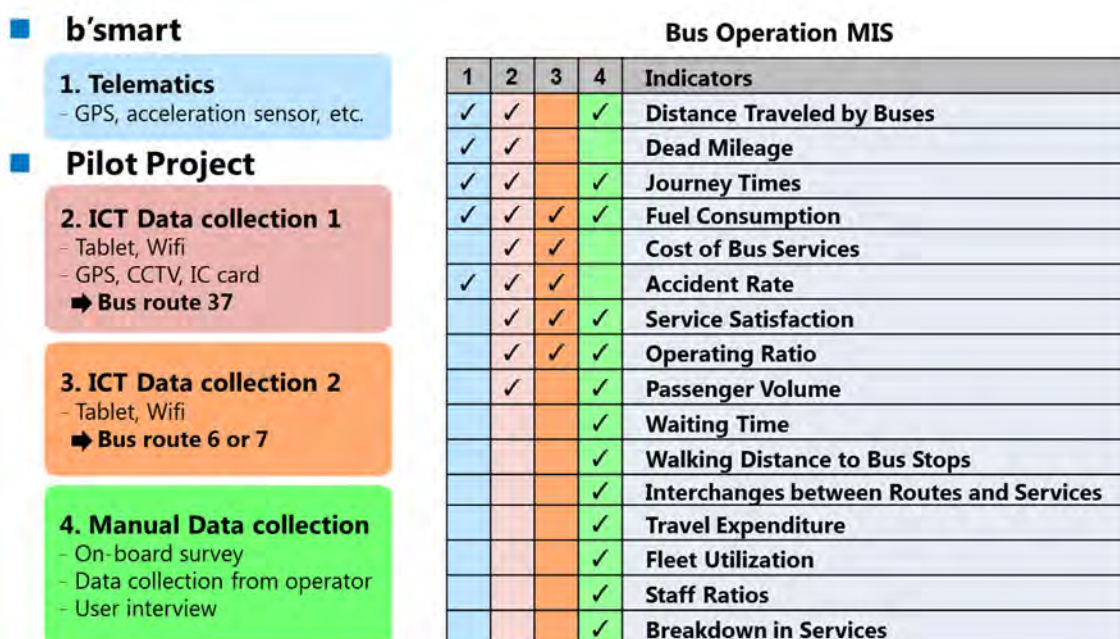 b'smart
1. Telematics
- GPS, acceleration sensor, etc.
Pilot Project
2. ICT Data collection 1
- Tablet, Wifi
- GPS, CCTV, IC card
➡ Bus route 37
3. ICT Data collection 2
- Tablet, Wifi
➡ Bus route 6 or 7
4. Manual Data collection
- On-board survey
- Data collection from operator
- User interview
Bus Operation MIS
1 2 3 4 Indicators
✓ ✓ ✓ Distance Traveled by Buses
✓ ✓ Dead Mileage
✓ ✓ ✓ Journey Times
✓ ✓ ✓ ✓ Fuel Consumption
✓ ✓ Cost of Bus Services
✓ ✓ ✓ Accident Rate
✓ ✓ ✓ Service Satisfaction
✓ ✓ ✓ Operating Ratio
✓ ✓ Passenger Volume
✓ Waiting Time
✓ Walking Distance to Bus Stops
✓ Interchanges between Routes and Services
✓ Travel Expenditure
✓ Fleet Utilization
✓ Staff Ratios
✓ Breakdown in Services